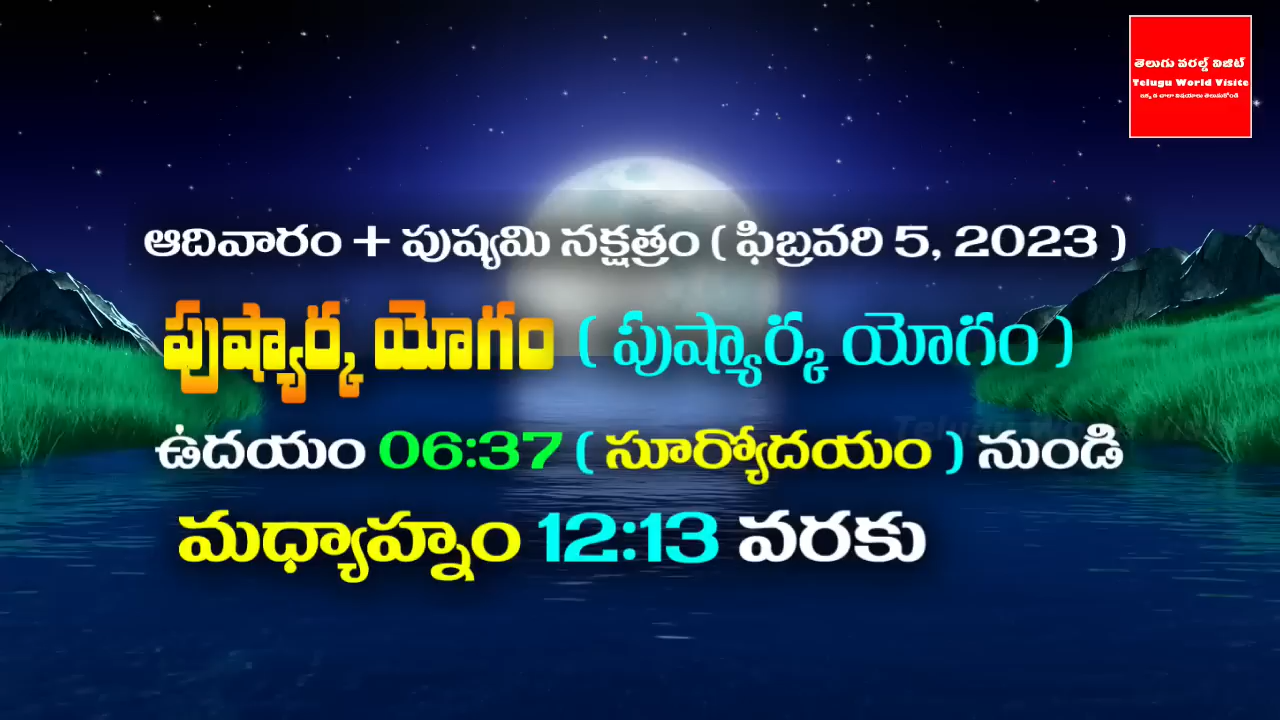 తెలుగు వరల్డ్ విజిట్
Telugu World Visite
ఆదివారం + పుష్యమి నక్షత్రం ( ఫిబ్రవరి 5, 2023 )
పుష్యార్క యోగం ( పుష్మార్క యోగం )
ఉదయం 06:37 ( సూర్యోదయం ) నుండి
మధ్యాహ్నం 12:13 వరకు